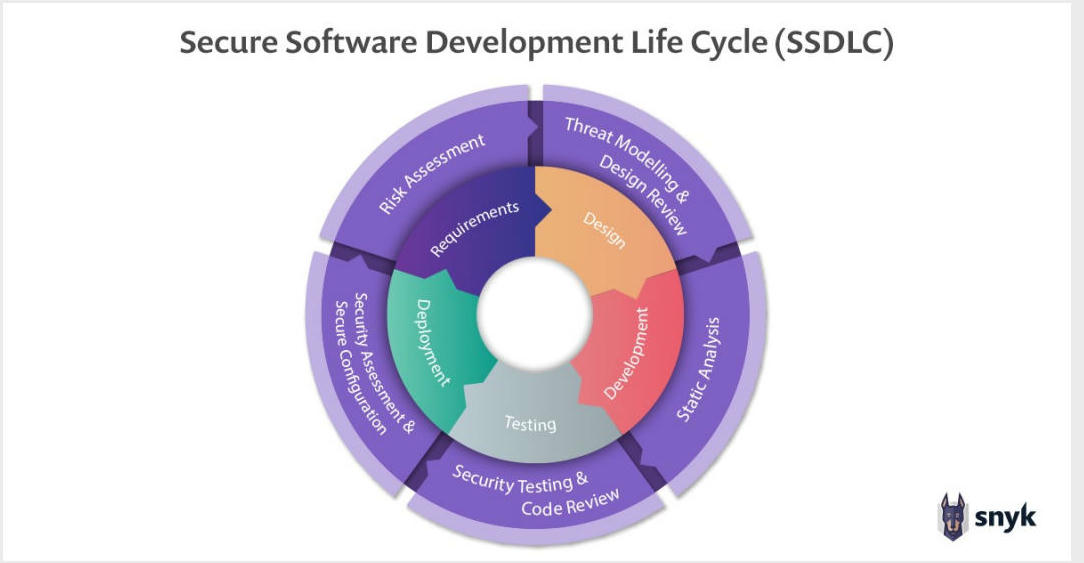 Secure Software Development Life Cycle (SSDLC)
Risk Assessment
Threat Modelling &
Design Review
Requirements
Design
Security Assessment &
Secure Configuration
Deployment
Development
Static Analysis
Testing
Security Testing &
Code Review
snyk